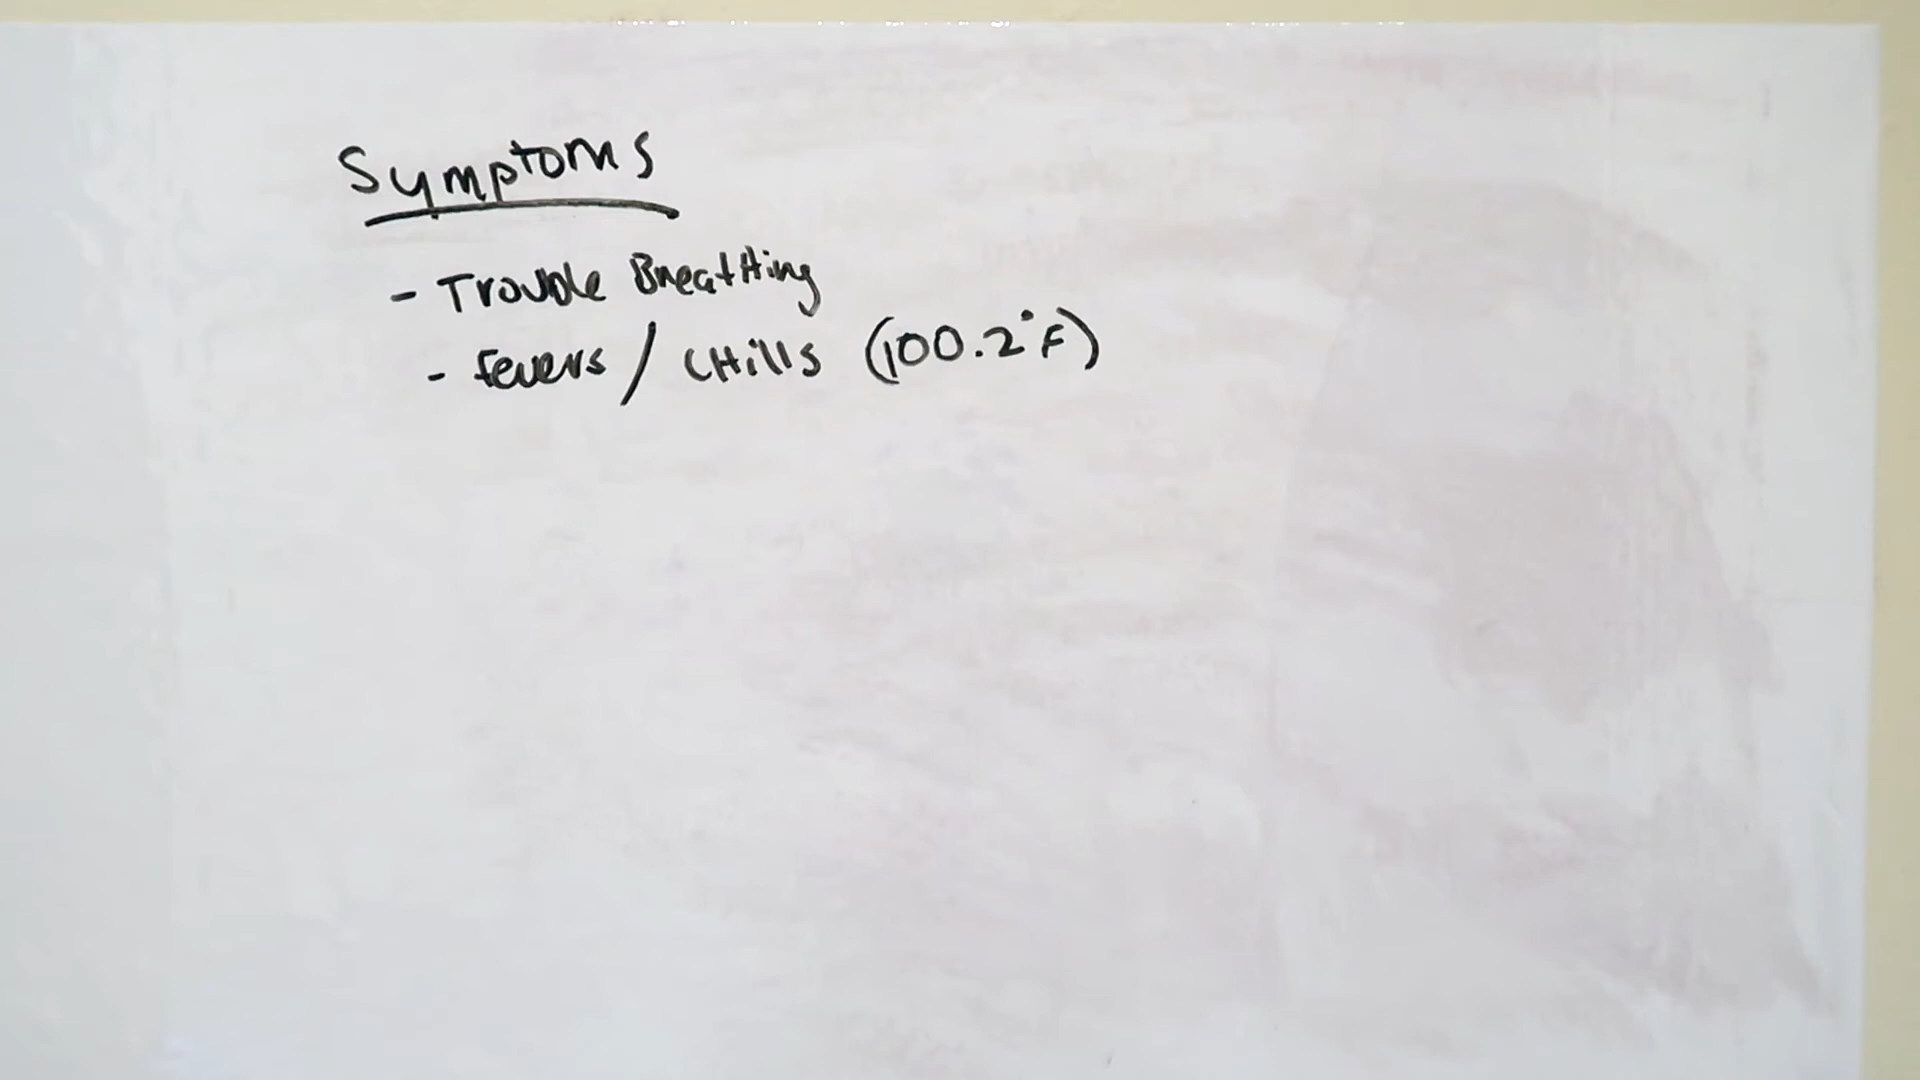 Symptoms
- Trouble Breathing
- fevers / CHills (100.2°F)